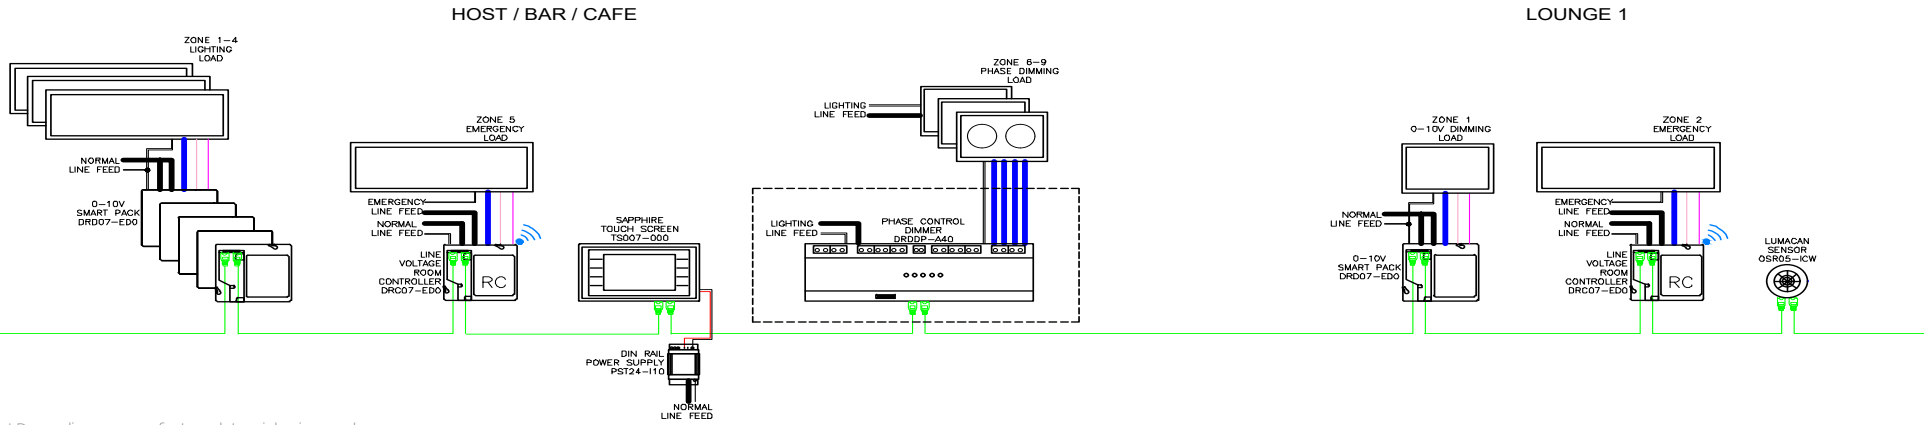 HOST / BAR / CAFE
ZONE 1-4
LIGHTING
LOAD
NORMAL
LINE FEED
0-10V
SMART PACK
DRD07-ED0
ZONE 5
EMERGENCY
LOAD
EMERGENCY
LINE FEED
NORMAL
LINE FEED
LINE
VOLTAGE
ROOM
CONTROLLER
DRC07-ED0
RC
SAPPHIRE
TOUCH SCREEN
TS007-000
DIN RAIL
POWER SUPPLY
PST24-I10
NORMAL
LINE FEED
ZONE 6-9
PHASE DIMMING
LOAD
LIGHTING
LINE FEED
LIGHTING
LINE FEED
PHASE CONTROL
DIMMER
DRDDP-A40
LOUNGE 1
ZONE 1
0-10V DIMMING
LOAD
NORMAL
LINE FEED
0-10V
SMART PACK
DRD07-ED0
ZONE 2
EMERGENCY
LOAD
EMERGENCY
LINE FEED
NORMAL
LINE FEED
LINE
VOLTAGE
ROOM
CONTROLLER
DRC07-ED0
RC
LUMACAN
SENSOR
OSR05-ICW